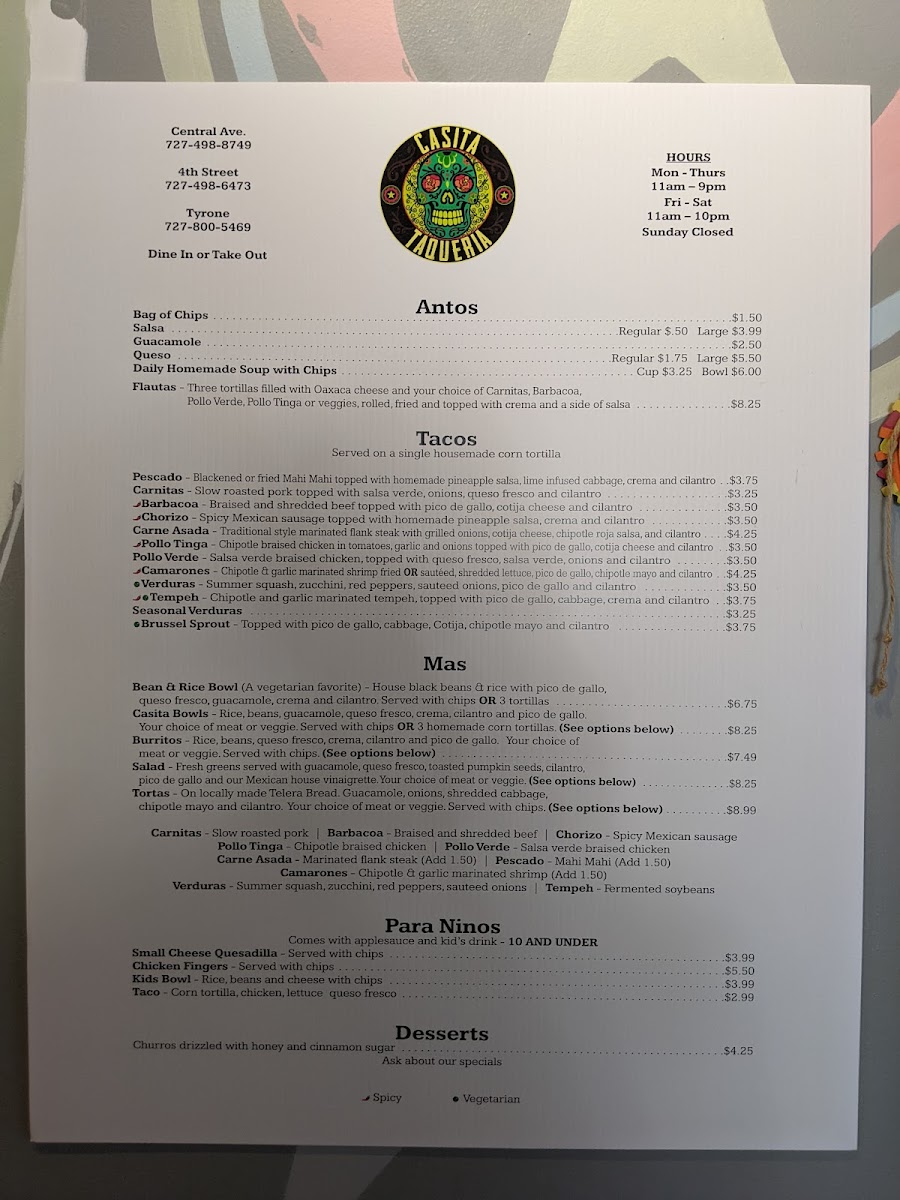 Central Ave.
727-498-8749
4th Street
727-498-6473
Tyrone
727-800-5469
Dine In or Take Out
CASITA
TAQUERIA
HOURS
Mon - Thurs
11am – 9pm
Fri - Sat
11am – 10pm
Sunday Closed
Antos
Bag of Chips $1.50
Salsa Regular $.50 Large $3.99
Guacamole $2.50
Queso Regular $1.75 Large $5.50
Daily Homemade Soup with Chips Cup $3.25 Bowl $6.00
Flautas - Three tortillas filled with Oaxaca cheese and your choice of Carnitas, Barbacoa,
Pollo Verde, Pollo Tinga or veggies, rolled, fried and topped with crema and a side of salsa $8.25
Tacos
Served on a single housemade corn tortilla
Pescado - Blackened or fried Mahi Mahi topped with homemade pineapple salsa, lime infused cabbage, crema and cilantro $3.75
Carnitas - Slow roasted pork topped with salsa verde, onions, queso fresco and cilantro $3.25
Barbacoa - Braised and shredded beef topped with pico de gallo, cotija cheese and cilantro $3.50
Chorizo - Spicy Mexican sausage topped with homemade pineapple salsa, crema and cilantro $3.50
Carne Asada - Traditional style marinated flank steak with grilled onions, cotija cheese, chipotle roja salsa, and cilantro $4.25
Pollo Tinga - Chipotle braised chicken in tomatoes, garlic and onions topped with pico de gallo, cotija cheese and cilantro $3.50
Pollo Verde - Salsa verde braised chicken, topped with queso fresco, salsa verde, onions and cilantro $3.50
Camarones - Chipotle & garlic marinated shrimp fried OR sautéed, shredded lettuce, pico de gallo, chipotle mayo and cilantro $4.25
Verduras - Summer squash, zucchini, red peppers, sauteed onions, pico de gallo and cilantro $3.50
Tempeh - Chipotle and garlic marinated tempeh, topped with pico de gallo, cabbage, crema and cilantro $3.75
Seasonal Verduras $3.25
Brussel Sprout - Topped with pico de gallo, cabbage, Cotija, chipotle mayo and cilantro $3.75
Mas
Bean & Rice Bowl (A vegetarian favorite) - House black beans & rice with pico de gallo,
queso fresco, guacamole, crema and cilantro. Served with chips OR 3 tortillas $6.75
Casita Bowls - Rice, beans, guacamole, queso fresco, crema, cilantro and pico de gallo.
Your choice of meat or veggie. Served with chips OR 3 homemade corn tortillas. (See options below) $8.25
Burritos - Rice, beans, queso fresco, crema, cilantro and pico de gallo. Your choice of
meat or veggie. Served with chips. (See options below) $7.49
Salad - Fresh greens served with guacamole, queso fresco, toasted pumpkin seeds, cilantro,
pico de gallo and our Mexican house vinaigrette. Your choice of meat or veggie. (See options below) $8.25
Tortas - On locally made Telera Bread. Guacamole, onions, shredded cabbage,
chipotle mayo and cilantro. Your choice of meat or veggie. Served with chips. (See options below) $8.99
Carnitas - Slow roasted pork | Barbacoa - Braised and shredded beef | Chorizo - Spicy Mexican sausage
Pollo Tinga - Chipotle braised chicken | Pollo Verde - Salsa verde braised chicken
Carne Asada - Marinated flank steak (Add 1.50) | Pescado - Mahi Mahi (Add 1.50)
Camarones - Chipotle & garlic marinated shrimp (Add 1.50)
Verduras - Summer squash, zucchini, red peppers, sauteed onions | Tempeh - Fermented soybeans
Para Ninos
Comes with applesauce and kid's drink - 10 AND UNDER
Small Cheese Quesadilla - Served with chips $3.99
Chicken Fingers - Served with chips $5.50
Kids Bowl - Rice, beans and cheese with chips $3.99
Taco - Corn tortilla, chicken, lettuce queso fresco $2.99
Desserts
Churros drizzled with honey and cinnamon sugar $4.25
Ask about our specials
Spicy Vegetarian